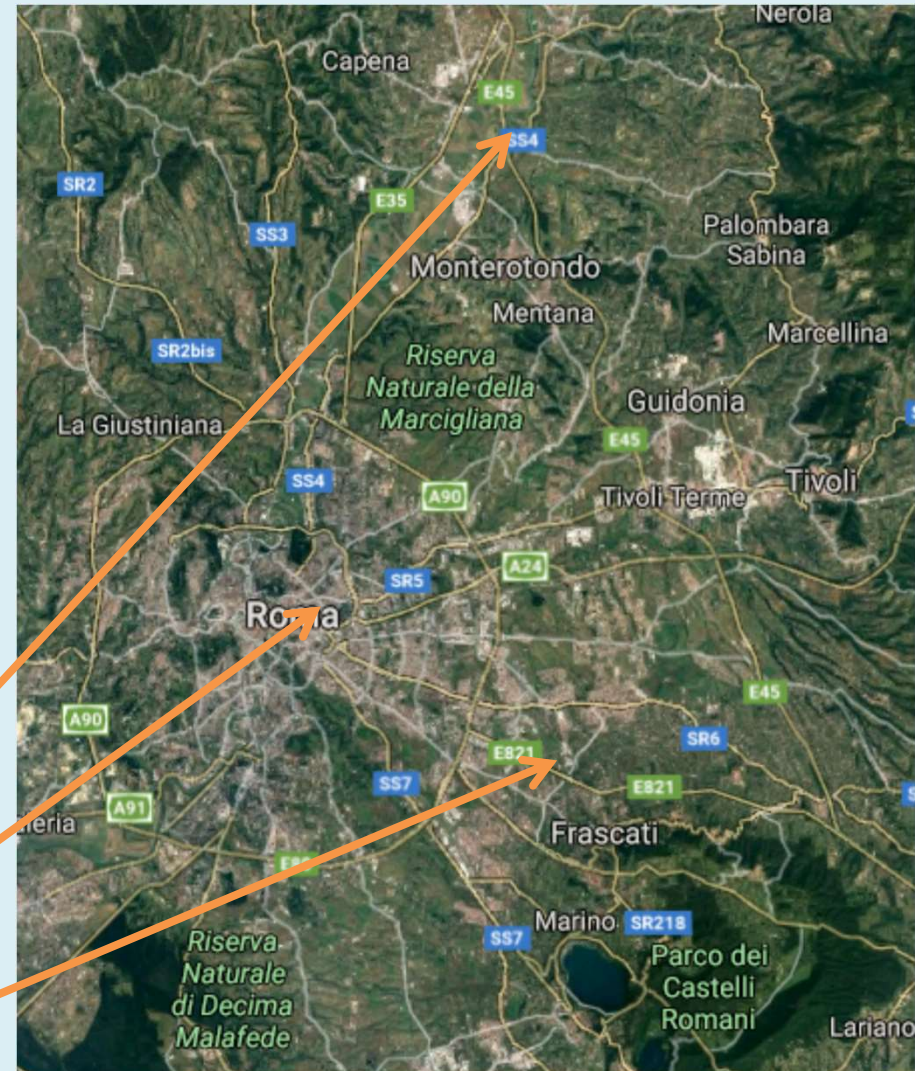 Nerola
Capena
E45
SS4
SR2
E35
SS3
Palombara
Sabina
Monterotondo
Mentana
Marcellina
SR2bis
Riserva
Naturale della
Marcigliana
Guidonia
La Giustiniana
E45
SS4
A90
Tivoli Terme
Tivoli
A24
SR5
E45
A90
SR6
E821
SS7
E821
A91
Frascati
Marino
SR218
SS7
Riserva
Naturale
di Decima
Malafede
Parco dei
Castelli
Romani
Lariano